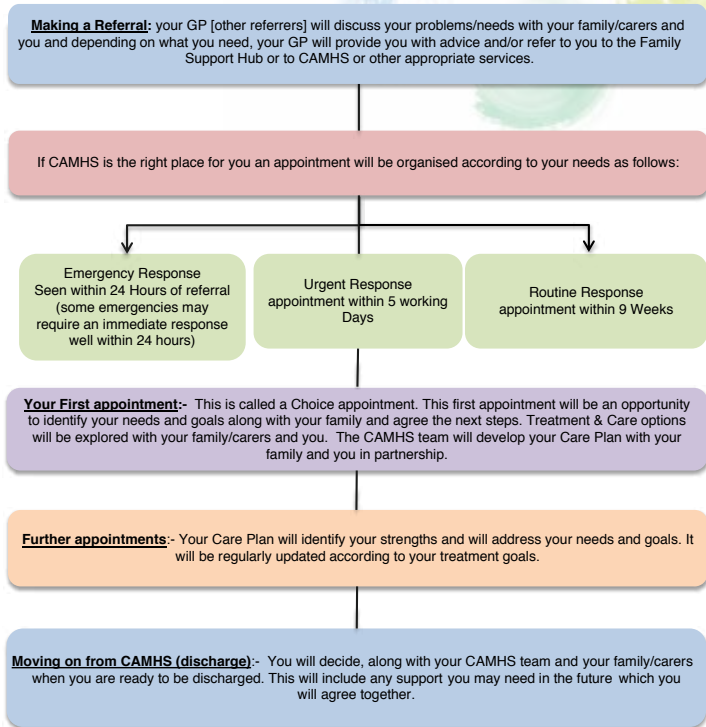 Making a Referral: your GP [other referrers] will discuss your problems/needs with your family/carers and
you and depending on what you need, your GP will provide you with advice and/or refer to you to the Family
Support Hub or to CAMHS or other appropriate services.
If CAMHS is the right place for you an appointment will be organised according to your needs as follows:
Emergency Response
Seen within 24 Hours of referral
(some emergencies may
require an immediate response
well within 24 hours)
Urgent Response
appointment within 5 working
Days
Routine Response
appointment within 9 Weeks
Your First appointment:- This is called a Choice appointment. This first appointment will be an opportunity
to identify your needs and goals along with your family and agree the next steps. Treatment & Care options
will be explored with your family/carers and you. The CAMHS team will develop your Care Plan with your
family and you in partnership.
Further appointments:- Your Care Plan will identify your strengths and will address your needs and goals. It
will be regularly updated according to your treatment goals.
Moving on from CAMHS (discharge):- You will decide, along with your CAMHS team and your family/carers
when you are ready to be discharged. This will include any support you may need in the future which you
will agree together.